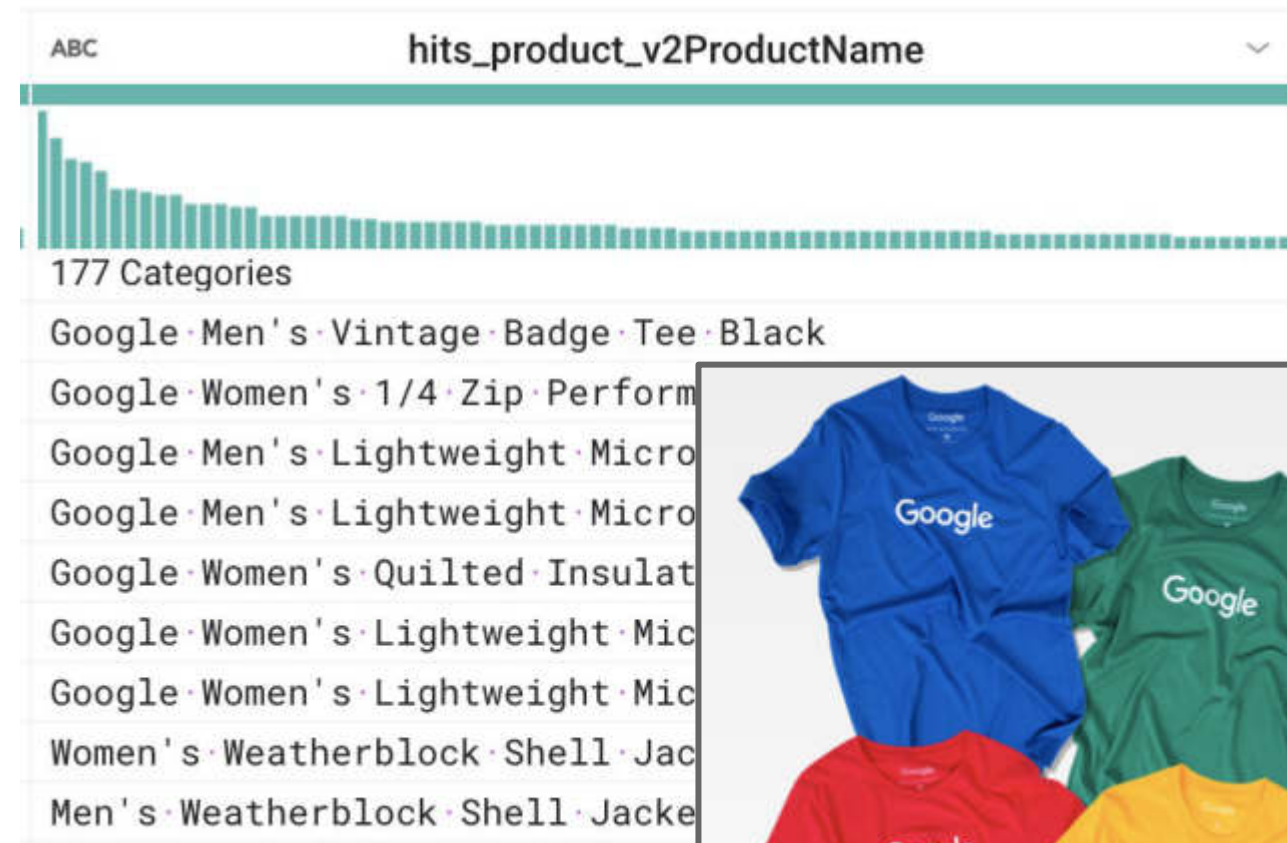 ABC hits_product_v2ProductName
177 Categories
Google·Men's·Vintage·Badge·Tee·Black
Google·Women's·1/4·Zip·Perform
Google·Men's·Lightweight·Micro
Google·Men's·Lightweight·Micro
Google·Women's·Quilted·Insulat
Google·Women's·Lightweight·Mic
Google·Women's·Lightweight·Mic
Women's·Weatherblock·Shell·Jac
Men's·Weatherblock·Shell·Jacke
Google
Google
Google